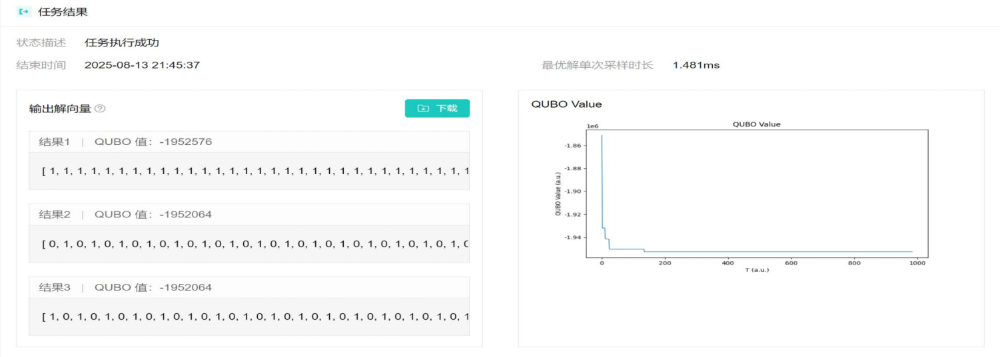 任务结果
状态描述 任务执行成功
结束时间 2025-08-13 21:45:37
最优解单次采样时长 1.481ms
输出解向量
下载
结果1 | QUBO 值: -1952576
[ 1, 1, 1, 1, 1, 1, 1, 1, 1, 1, 1, 1, 1, 1, 1, 1, 1, 1, 1, 1, 1, 1, 1, 1, 1, 1, 1, 1, 1, 1, 1
结果2 | QUBO 值: -1952064
[ 0, 1, 0, 1, 0, 1, 0, 1, 0, 1, 0, 1, 0, 1, 0, 1, 0, 1, 0, 1, 0, 1, 0, 1, 0, 1, 0, 1, 0, 1, 0
结果3 | QUBO 值: -1952064
[ 1, 0, 1, 0, 1, 0, 1, 0, 1, 0, 1, 0, 1, 0, 1, 0, 1, 0, 1, 0, 1, 0, 1, 0, 1, 0, 1, 0, 1, 0, 1
QUBO Value
QUBO Value
1e6
-1.86
-1.88
-1.90
-1.92
-1.94
QUBO Value (a.u.)
0 200 400 600 800 1000
T (a.u.)